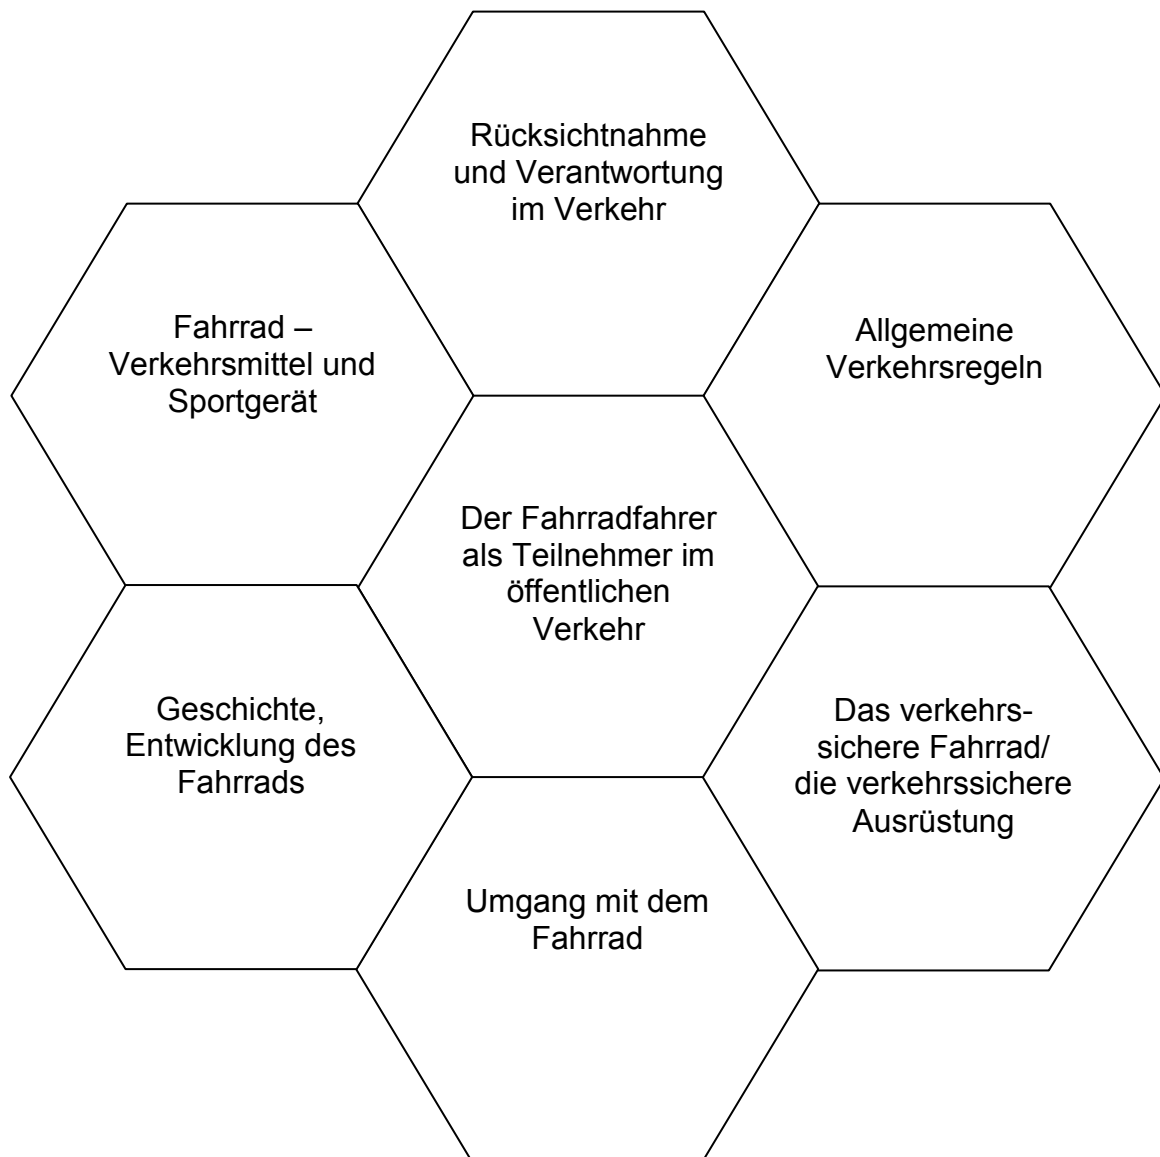 Rücksichtnahme
und Verantwortung
im Verkehr
Fahrrad –
Verkehrsmittel und
Sportgerät
Allgemeine
Verkehrsregeln
Der Fahrradfahrer
als Teilnehmer im
öffentlichen
Verkehr
Geschichte,
Entwicklung des
Fahrrads
Das verkehrs-
sichere Fahrrad/
die verkehrssichere
Ausrüstung
Umgang mit dem
Fahrrad